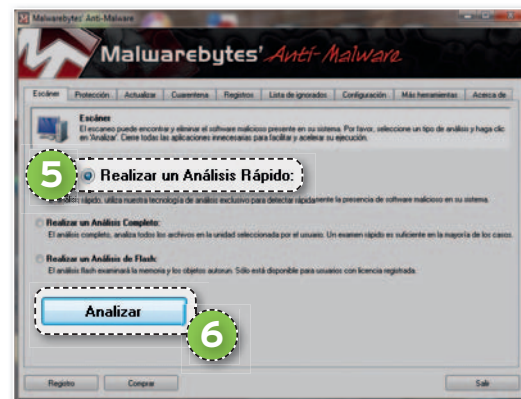 Malwarebytes' Anti-Malware
Malwarebytes' Anti-Malware
Escáner Protección Actualizar Cuarentena Registros Lista de ignorados Configuración Más herramientas Acerca de
Escáner
El escaneo puede encontrar y eliminar el software malicioso presente en su sistema. Por favor, seleccione un tipo de análisis y haga clic
en 'Analizar'. Cierre todas las aplicaciones innecesarias para facilitar y acelerar su ejecución.
5
Realizar un Análisis Rápido:
rápido, utiliza nuestra tecnología de análisis exclusivo para detectar rápidamente la presencia de software malicioso en su sistema.
Realizar un Análisis Completo:
El análisis completo, analiza todos los archivos en la unidad seleccionada por el usuario. Un examen rápido es suficiente en la mayoría de los casos.
Realizar un Análisis de Flash:
El análisis flash examinará la memoria y los objetos autorun. Sólo está disponible para usuarios con licencia registrada.
Analizar
6
Registro Comprar Salir